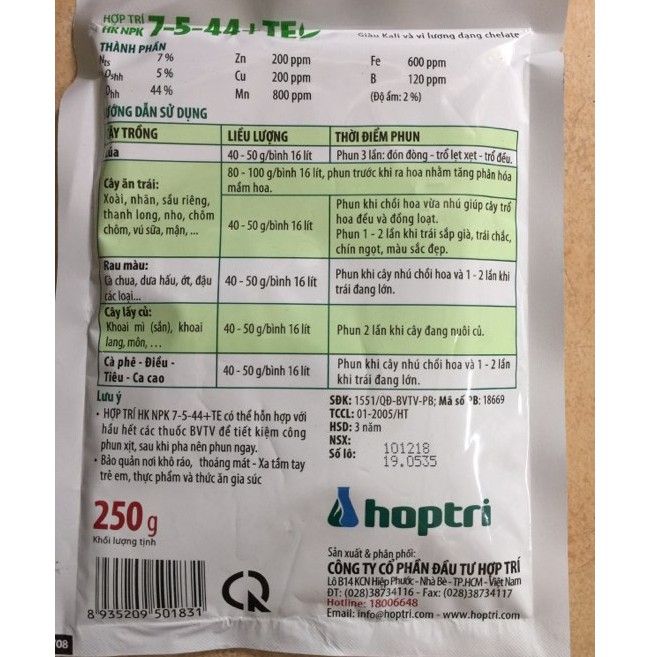 HỢP TRÍ
HK NPK 7-5-44+TE
Giàu Kali và vi lượng dạng chelate
THÀNH PHẦN
7 % Zn 200 ppm Fe 600 ppm
5 % Cu 200 ppm B 120 ppm
44 % Mn 800 ppm (Độ ẩm: 2 %)
ƯỚNG DẪN SỬ DỤNG
ÂY TRỒNG LIỀU LƯỢNG THỜI ĐIỂM PHUN
Lúa 40 - 50 g/bình 16 lít Phun 3 lần: đón đòng - trổ lẹt xẹt - trổ đều.
Cây ăn trái:
Xoài, nhãn, sầu riêng,
thanh long, nho, chôm
chôm, vú sữa, mận, ...
80 - 100 g/bình 16 lít, phun trước khi ra hoa nhằm tăng phân hóa
mầm hoa.
40 - 50 g/bình 16 lít
Phun khi chồi hoa vừa nhú giúp cây trổ
hoa đều và đồng loạt.
Phun 1 - 2 lần khi trái sắp già, trái chắc,
chín ngọt, màu sắc đẹp.
Rau màu:
Cà chua, dưa hấu, ớt, đậu
các loại...
40 - 50 g/bình 16 lít
Phun khi cây nhú chồi hoa và 1 - 2 lần khi
trái đang lớn.
Cây lấy củ:
Khoai mì (sắn), khoai
lang, môn, ...
40 - 50 g/bình 16 lít
Phun 2 lần khi cây đang nuôi củ.
Cà phê - Điều -
Tiêu - Ca cao
40 - 50 g/bình 16 lít
Phun khi cây nhú chồi hoa và 1 - 2 lần
khi trái đang lớn.
Lưu ý
• HỢP TRÍ HK NPK 7-5-44+TE có thể hỗn hợp với
hầu hết các thuốc BVTV để tiết kiệm công
phun xịt, sau khi pha nên phun ngay.
• Bảo quản nơi khô ráo, thoáng mát - Xa tầm tay
trẻ em, thực phẩm và thức ăn gia súc
SĐK: 1551/QĐ-BVTV-PB; Mã số PB: 18669
TCCL: 01-2005/HT
HSD: 3 năm
NSX: 101218
Số lô: 19.0535
250 g
Khối lượng tịnh
hoptri
Sản xuất & phân phối:
CÔNG TY CỔ PHẦN ĐẦU TƯ HỢP TRÍ
Lô B14 KCN Hiệp Phước - Nhà Bè - TP.HCM - Việt Nam
ĐT: (028)38734116 - Fax: (028)38734117
Hotline: 18006648
Email: info@hoptri.com - www.hoptri.com
8 935209 501831
08